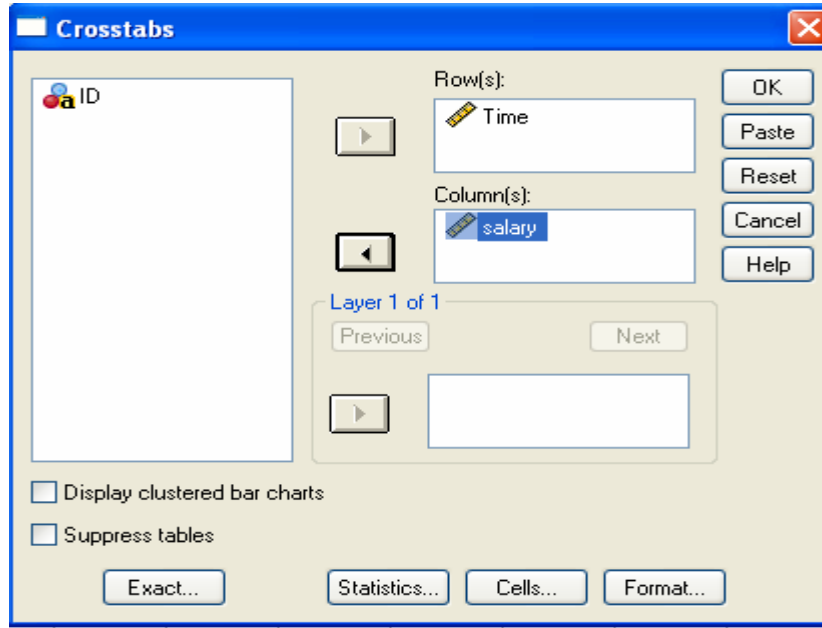 Crosstabs
ID
Row(s):
Time
Column(s):
salary
Layer 1 of 1
Previous
Next
OK
Paste
Reset
Cancel
Help
Display clustered bar charts
Suppress tables
Exact...
Statistics...
Cells...
Format...